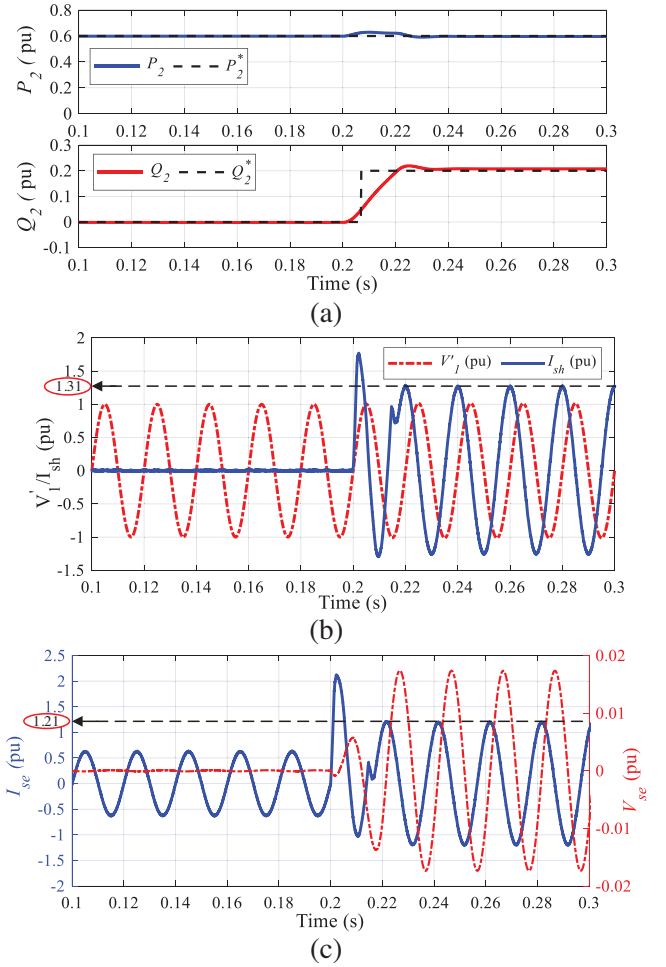 (a)
0.8
0.6
0.4
0.2
0
P2 (pu)
P2 P2*
0.1 0.12 0.14 0.16 0.18 0.2 0.22 0.24 0.26 0.28 0.3
0.3
0.2
0.1
0
-0.1
Q2 (pu)
Q2 Q2*
0.1 0.12 0.14 0.16 0.18 0.2 0.22 0.24 0.26 0.28 0.3
Time (s)
(a)
2
1.5
1.31
1
0.5
0
-0.5
-1
-1.5
V'1/Ish (pu)
V'1 (pu) Ish (pu)
0.1 0.12 0.14 0.16 0.18 0.2 0.22 0.24 0.26 0.28 0.3
Time (s)
(b)
2.5
2
1.5
1.21
0.5
0
-0.5
-1
-1.5
-2
Ise (pu)
0.02
0.01
0
-0.01
-0.02
Vse (pu)
0.1 0.12 0.14 0.16 0.18 0.2 0.22 0.24 0.26 0.28 0.3
Time (s)
(c)